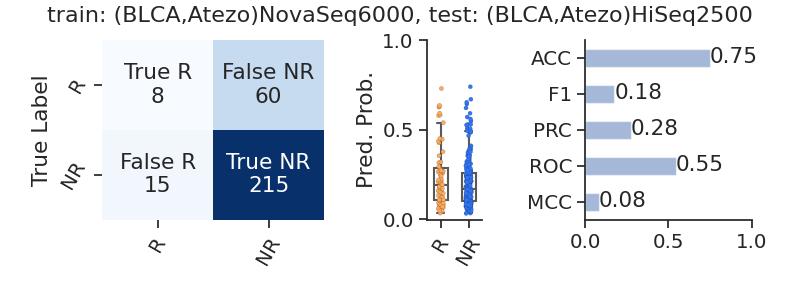 train: (BLCA,Atezo)NovaSeq6000, test: (BLCA,Atezo)HiSeq2500
True Label
R
NR
True R
8
False NR
60
False R
15
True NR
215
R
NR
Pred. Prob.
1.0
0.5
0.0
R
NR
ACC
0.75
F1
0.18
PRC
0.28
ROC
0.55
MCC
0.08
0.0
0.5
1.0